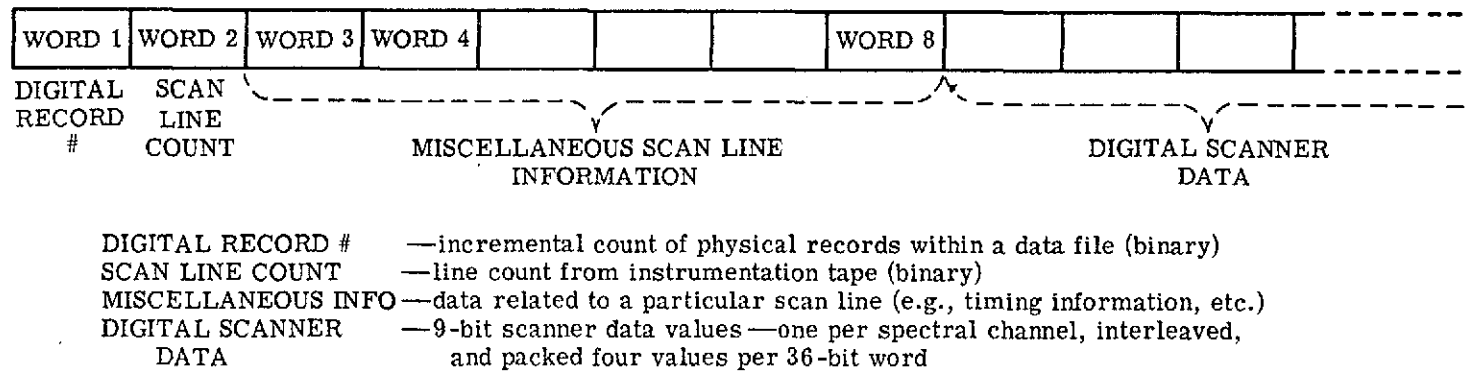 WORD 1 WORD 2 WORD 3 WORD 4 WORD 8
DIGITAL RECORD #
SCAN LINE COUNT
MISCELLANEOUS SCAN LINE
INFORMATION
DIGITAL SCANNER
DATA
DIGITAL RECORD # —incremental count of physical records within a data file (binary)
SCAN LINE COUNT —line count from instrumentation tape (binary)
MISCELLANEOUS INFO—data related to a particular scan line (e.g., timing information, etc.)
DIGITAL SCANNER —9-bit scanner data values—one per spectral channel, interleaved,
DATA and packed four values per 36-bit word